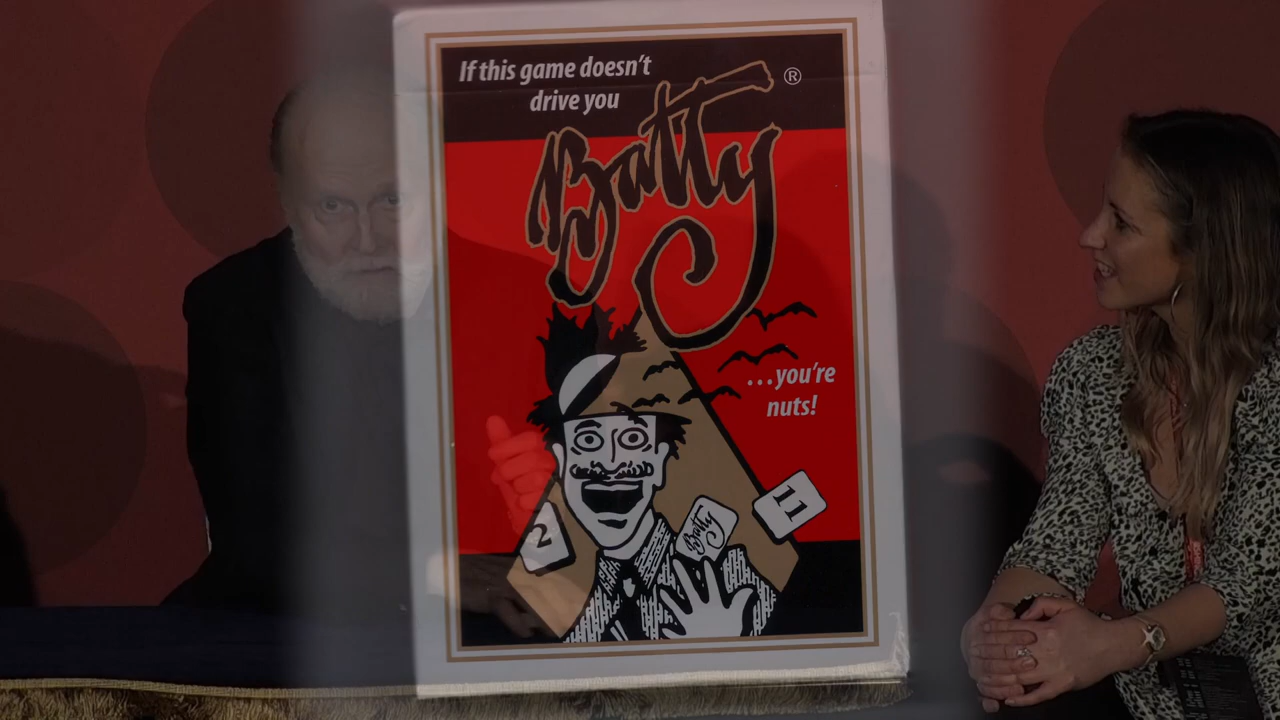 If this game doesn't
drive you
Batty®
...you're
nuts!
2
Batty
11